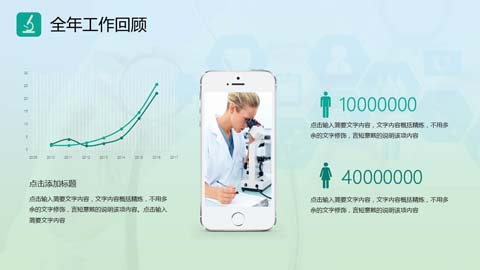 全年工作回顾
30
25
20
15
10
5
0
2009 2010 2011 2012 2013 2014 2015 2016 2017
点击添加标题
点击输入简要文字内容，文字内容概括精炼，不用多
余的文字修饰，言短意赅的说明该项内容。点击输入
简要文字内容
10000000
点击输入简要文字内容，文字内容概括精炼，不用多
余的文字修饰，言短意赅的说明该项内容
40000000
点击输入简要文字内容，文字内容概括精炼，不用多
余的文字修饰，言短意赅的说明该项内容